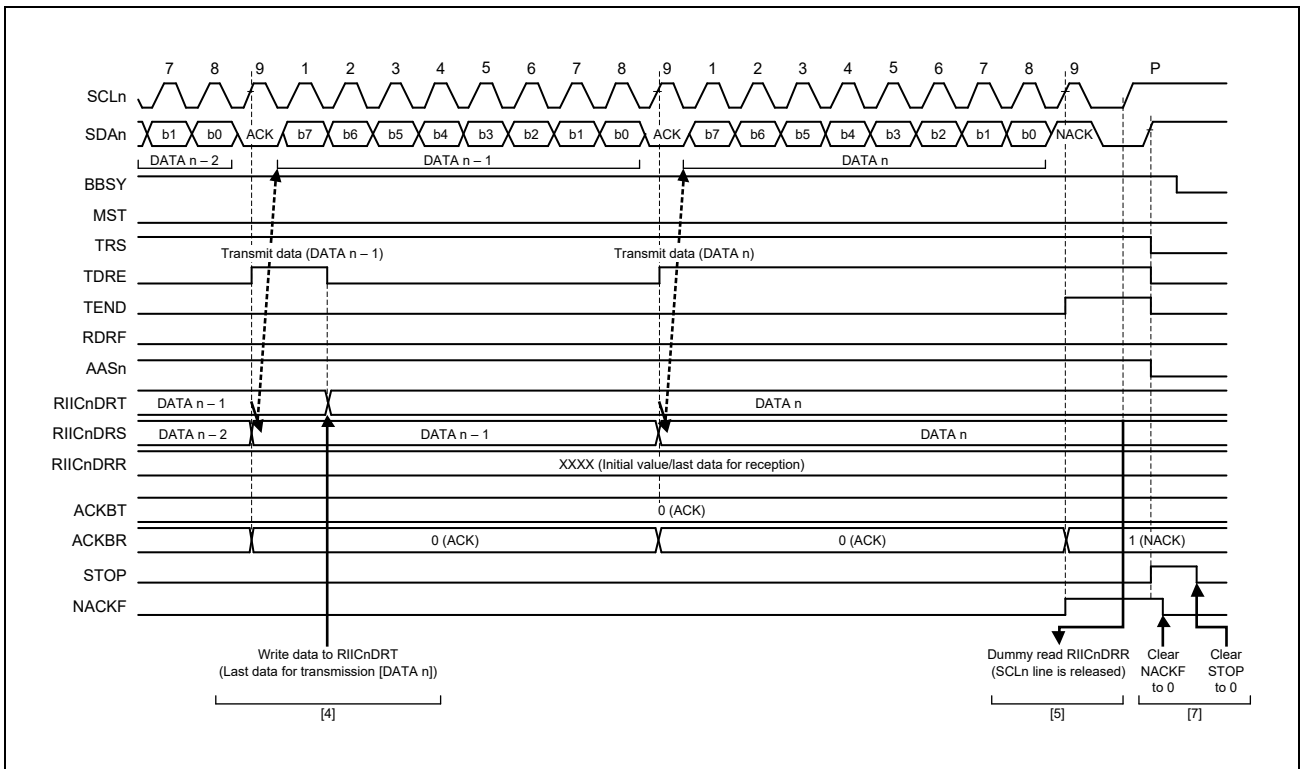 7 8 9 1 2 3 4 5 6 7 8 9 1 2 3 4 5 6 7 8 9 P
SCLn
SDAn b1 b0 ACK b7 b6 b5 b4 b3 b2 b1 b0 ACK b7 b6 b5 b4 b3 b2 b1 b0 NACK
DATA n – 2 DATA n – 1 DATA n
BBSY
MST
TRS
Transmit data (DATA n – 1) Transmit data (DATA n)
TDRE
TEND
RDRF
AASn
RIICnDRT DATA n – 1 DATA n
RIICnDRS DATA n – 2 DATA n – 1 DATA n
RIICnDRR XXXX (Initial value/last data for reception)
ACKBT 0 (ACK)
ACKBR 0 (ACK) 0 (ACK) 1 (NACK)
STOP
NACKF
Write data to RIICnDRT
(Last data for transmission [DATA n])
[4]
Dummy read RIICnDRR
(SCLn line is released)
[5]
Clear
NACKF
to 0
Clear
STOP
to 0
[7]